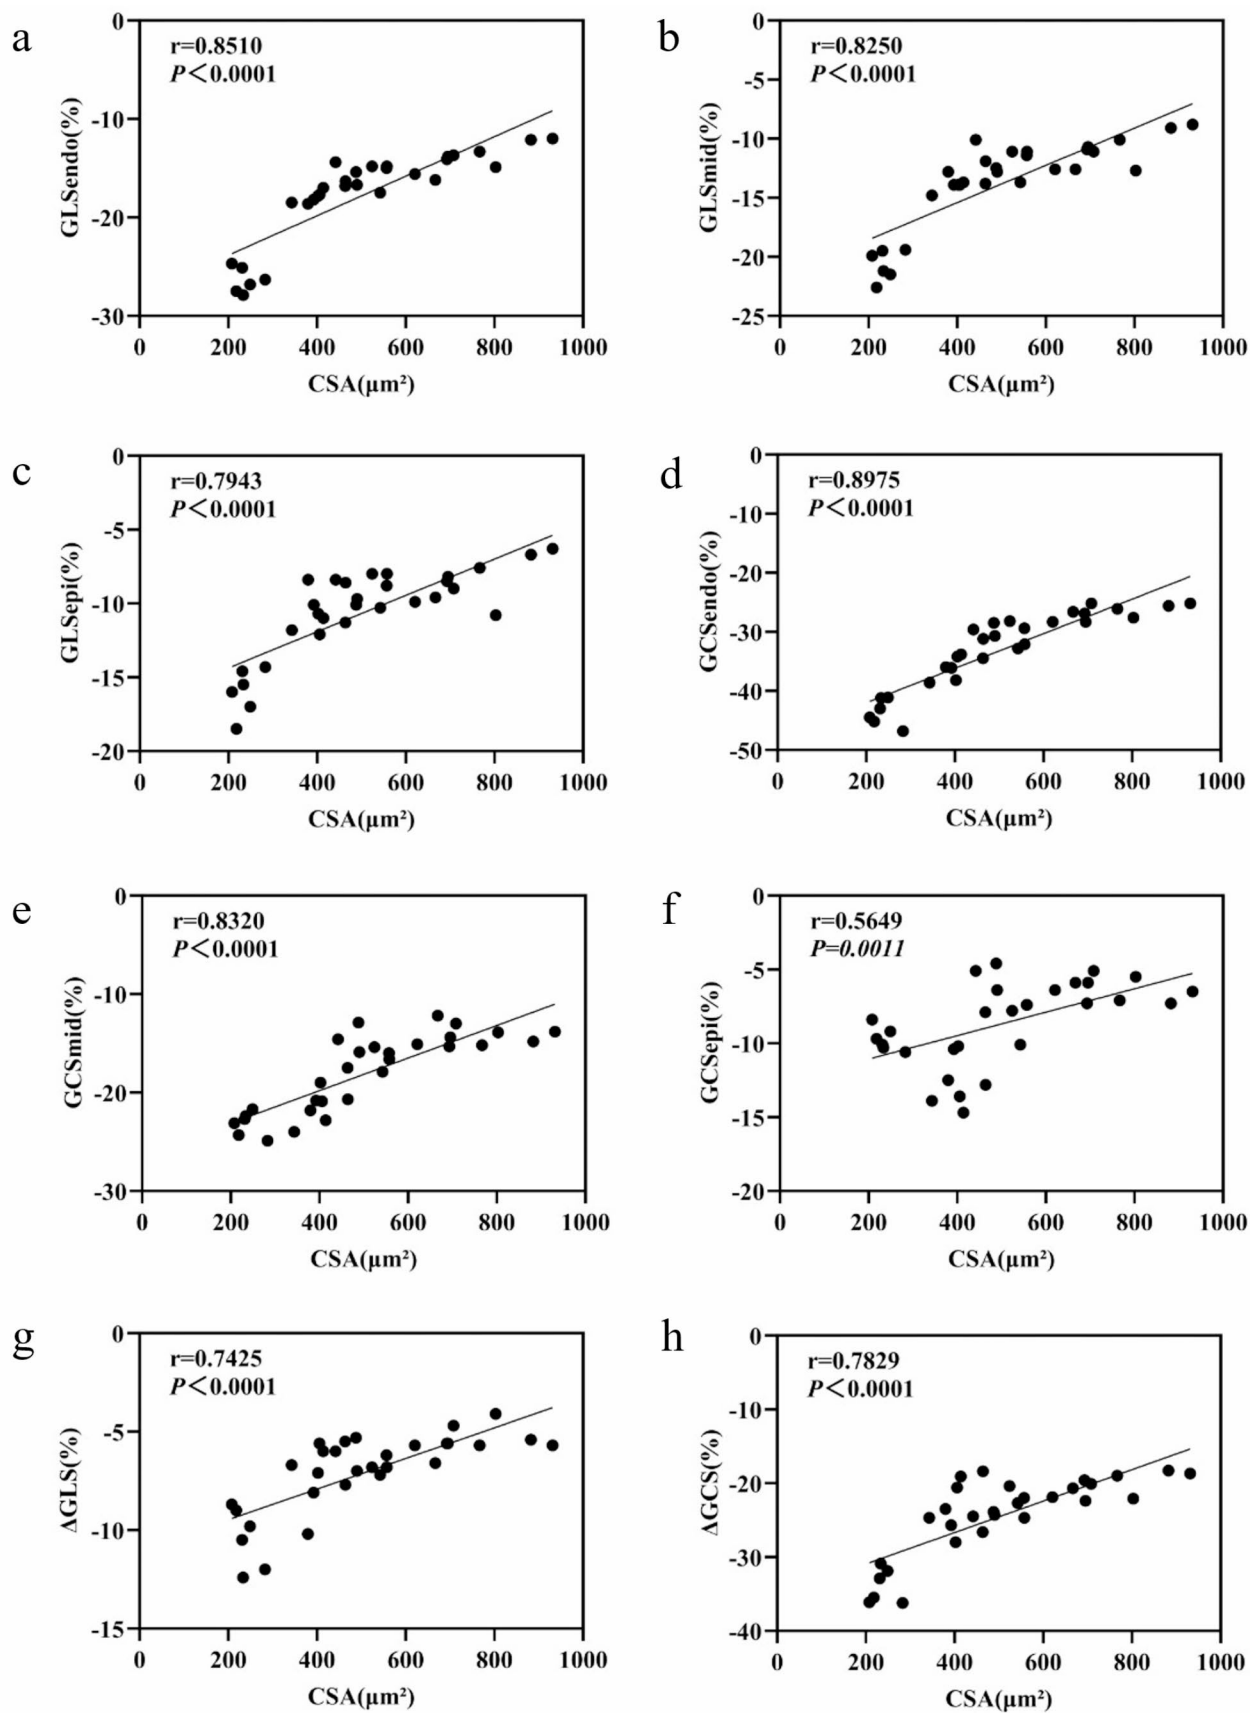 a
r=0.8510
P<0.0001
GLSendo(%)
0
-10
-20
-30
0 200 400 600 800 1000
CSA(μm²)
b
r=0.8250
P<0.0001
GLSmid(%)
0
-5
-10
-15
-20
-25
0 200 400 600 800 1000
CSA(μm²)
c
r=0.7943
P<0.0001
GLSepi(%)
0
-5
-10
-15
-20
0 200 400 600 800 1000
CSA(μm²)
d
r=0.8975
P<0.0001
GCSendo(%)
0
-10
-20
-30
-40
-50
0 200 400 600 800 1000
CSA(μm²)
e
r=0.8320
P<0.0001
GCSmid(%)
0
-10
-20
-30
0 200 400 600 800 1000
CSA(μm²)
f
r=0.5649
P=0.0011
GCSepi(%)
0
-5
-10
-15
-20
0 200 400 600 800 1000
CSA(μm²)
g
r=0.7425
P<0.0001
ΔGLS(%)
0
-5
-10
-15
0 200 400 600 800 1000
CSA(μm²)
h
r=0.7829
P<0.0001
ΔGCS(%)
0
-10
-20
-30
-40
0 200 400 600 800 1000
CSA(μm²)